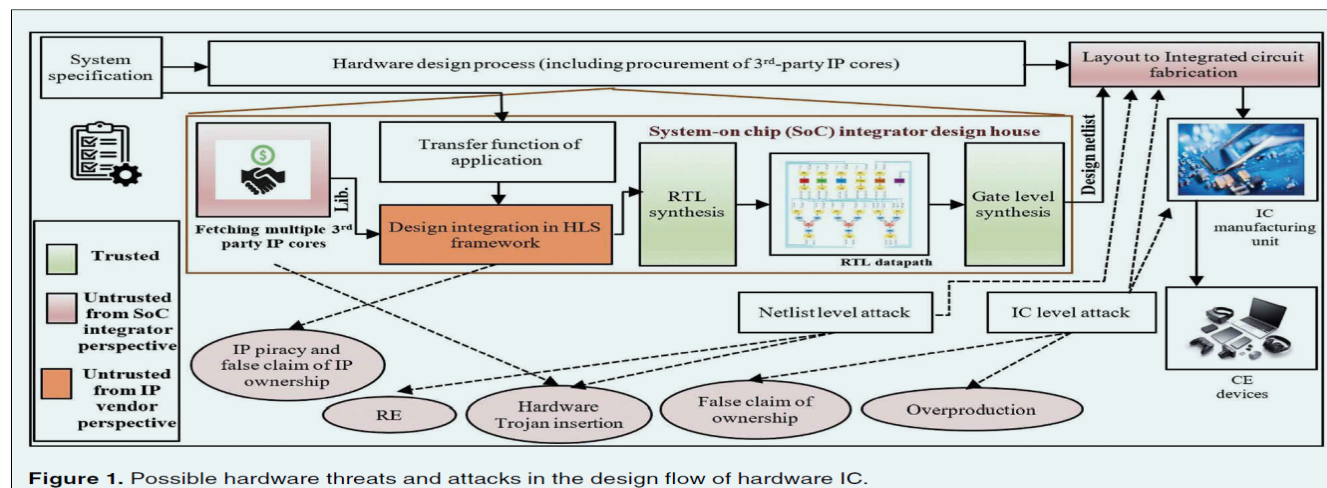 System
specification
Hardware design process (including procurement of 3rd-party IP cores)
Layout to Integrated circuit
fabrication
Transfer function of
application
System-on chip (SoC) integrator design house
Lib.
Fetching multiple 3rd
party IP cores
Design integration in HLS
framework
RTL
synthesis
RTL datapath
Gate level
synthesis
Design netlist
IC
manufacturing
unit
Trusted
Untrusted
from SoC
integrator
perspective
Untrusted
from IP
vendor
perspective
Netlist level attack
IC level attack
CE
devices
IP piracy and
false claim of IP
ownership
RE
Hardware
Trojan insertion
False claim of
ownership
Overproduction
Figure 1. Possible hardware threats and attacks in the design flow of hardware IC.